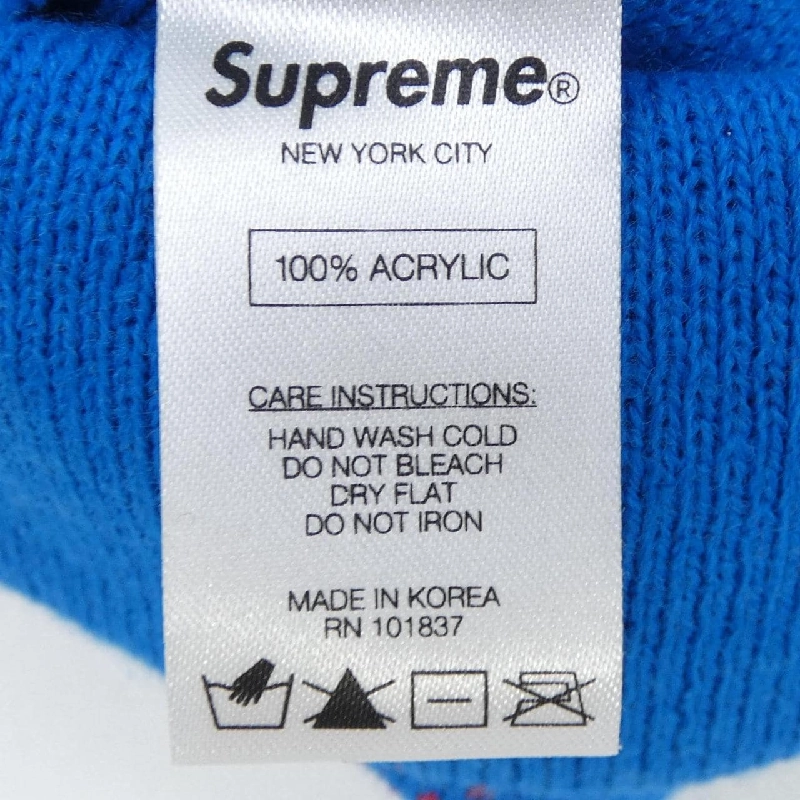 Supreme®
NEW YORK CITY
100% ACRYLIC
CARE INSTRUCTIONS:
HAND WASH COLD
DO NOT BLEACH
DRY FLAT
DO NOT IRON
MADE IN KOREA
RN 101837